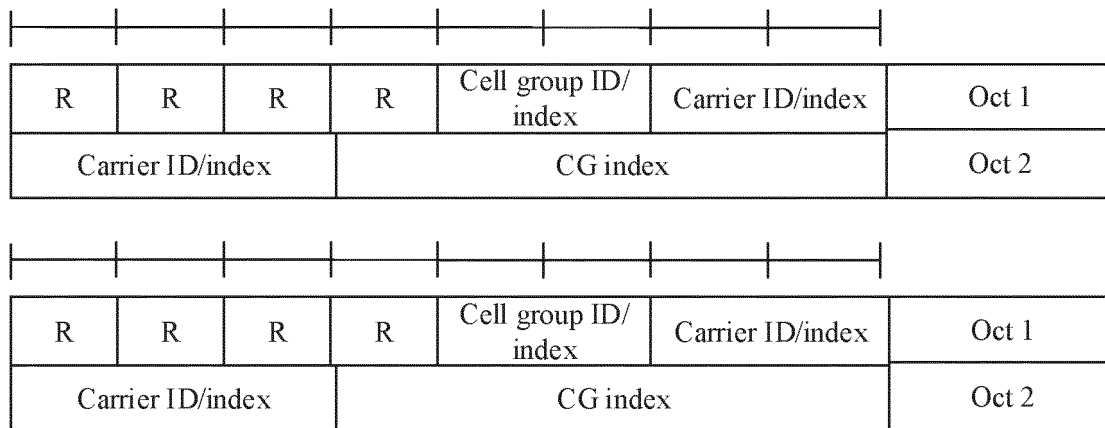 R R R R Cell group ID/ index Carrier ID/index Oct 1
Carrier ID/index CG index Oct 2
R R R R Cell group ID/ index Carrier ID/index Oct 1
Carrier ID/index CG index Oct 2